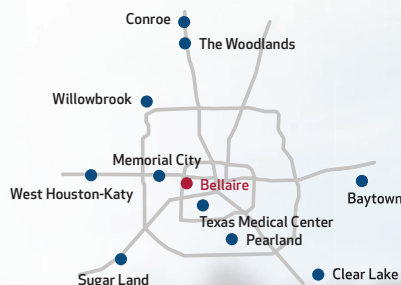 Conroe
The Woodlands
Willowbrook
Memorial City
West Houston-Katy
Bellaire
Baytown
Texas Medical Center
Pearland
Clear Lake
Sugar Land